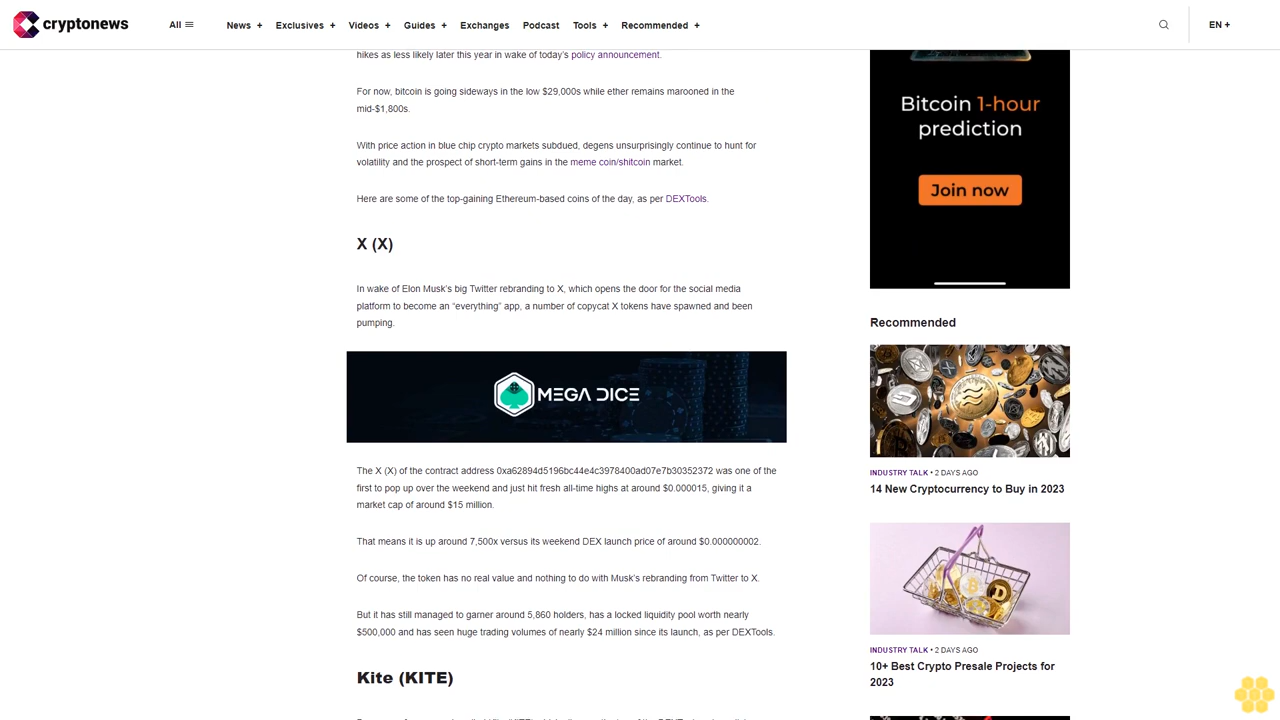 cryptonews
All
News +
Exclusives +
Videos +
Guides +
Exchanges
Podcast
Tools +
Recommended +
EN +
hikes as less likely later this year in wake of today's policy announcement.
For now, bitcoin is going sideways in the low $29,000s while ether remains marooned in the
mid-$1,800s.
With price action in blue chip crypto markets subdued, degens unsurprisingly continue to hunt for
volatility and the prospect of short-term gains in the meme coin/shitcoin market.
Here are some of the top-gaining Ethereum-based coins of the day, as per DEXTools.
X (X)
In wake of Elon Musk's big Twitter rebranding to X, which opens the door for the social media
platform to become an “everything” app, a number of copycat X tokens have spawned and been
pumping.
MEGA DICE
The X (X) of the contract address 0xa62894d5196bc44e4c3978400ad07e7b30352372 was one of the
first to pop up over the weekend and just hit fresh all-time highs at around $0.000015, giving it a
market cap of around $15 million.
That means it is up around 7,500x versus its weekend DEX launch price of around $0.000000002.
Of course, the token has no real value and nothing to do with Musk's rebranding from Twitter to X.
But it has still managed to garner around 5,860 holders, has a locked liquidity pool worth nearly
$500,000 and has seen huge trading volumes of nearly $24 million since its launch, as per DEXTools.
Kite (KITE)
Bitcoin 1-hour
prediction
Join now
Recommended
INDUSTRY TALK • 2 DAYS AGO
14 New Cryptocurrency to Buy in 2023
INDUSTRY TALK • 2 DAYS AGO
10+ Best Crypto Presale Projects for
2023